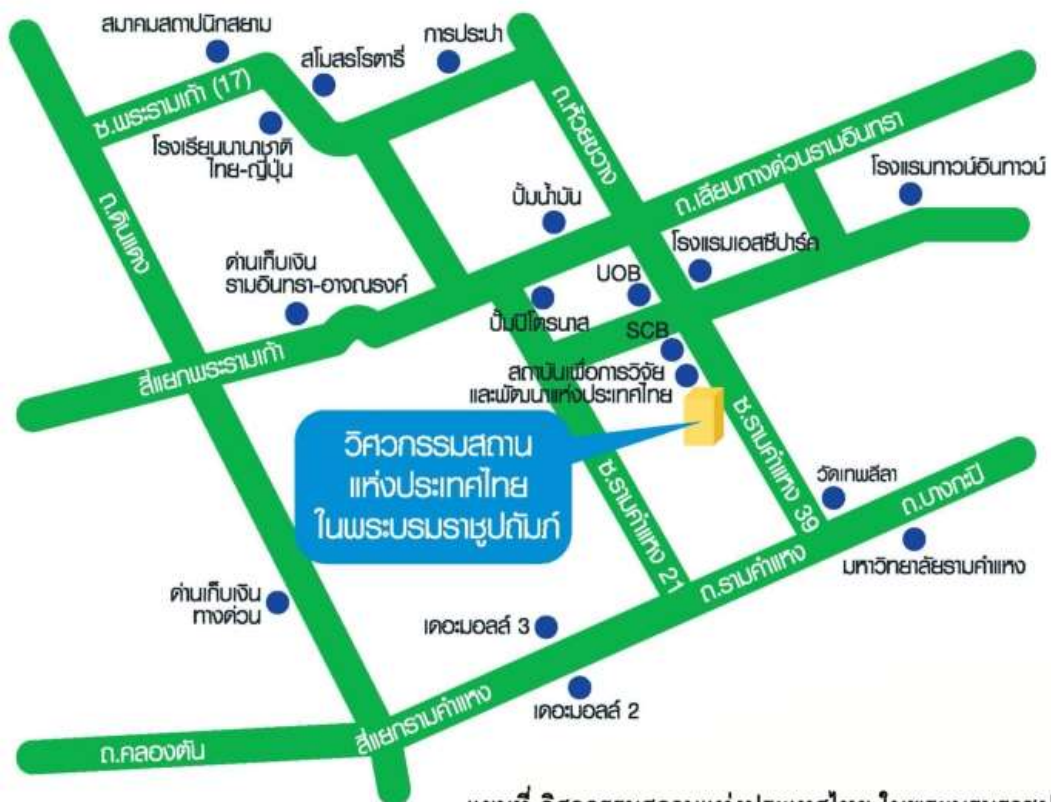 สมาคมสถาปนิกสยาม
สโมสรโรตารี่
การประปา
ซ.พระรามเก้า (17)
โรงเรียนนานาชาติ
ไทย-ญี่ปุ่น
ถ.ห้วยขวาง
ถ.เลียบทางด่วนรามอินทรา
โรงแรมทาวน์อินทาวน์
ถ.ดินแดง
ปั้มน้ำมัน
โรงแรมเอสซีปาร์ค
ด่านเก็บเงิน
รามอินทรา-อาจณรงค์
UOB
ปั้มปิโตรนาส
SCB
สี่แยกพระรามเก้า
สถาบันเพื่อการวิจัย
และพัฒนาแห่งประเทศไทย
วิศวกรรมสถาน
แห่งประเทศไทย
ในพระบรมราชูปถัมภ์
ซ.รามคำแหง 21
ซ.รามคำแหง 39
วัดเทพลีลา
ถ.บางกะปิ
มหาวิทยาลัยรามคำแหง
ถ.รามคำแหง
ด่านเก็บเงิน
ทางด่วน
เดอะมอลล์ 3
เดอะมอลล์ 2
สี่แยกรามคำแหง
ถ.คลองตัน